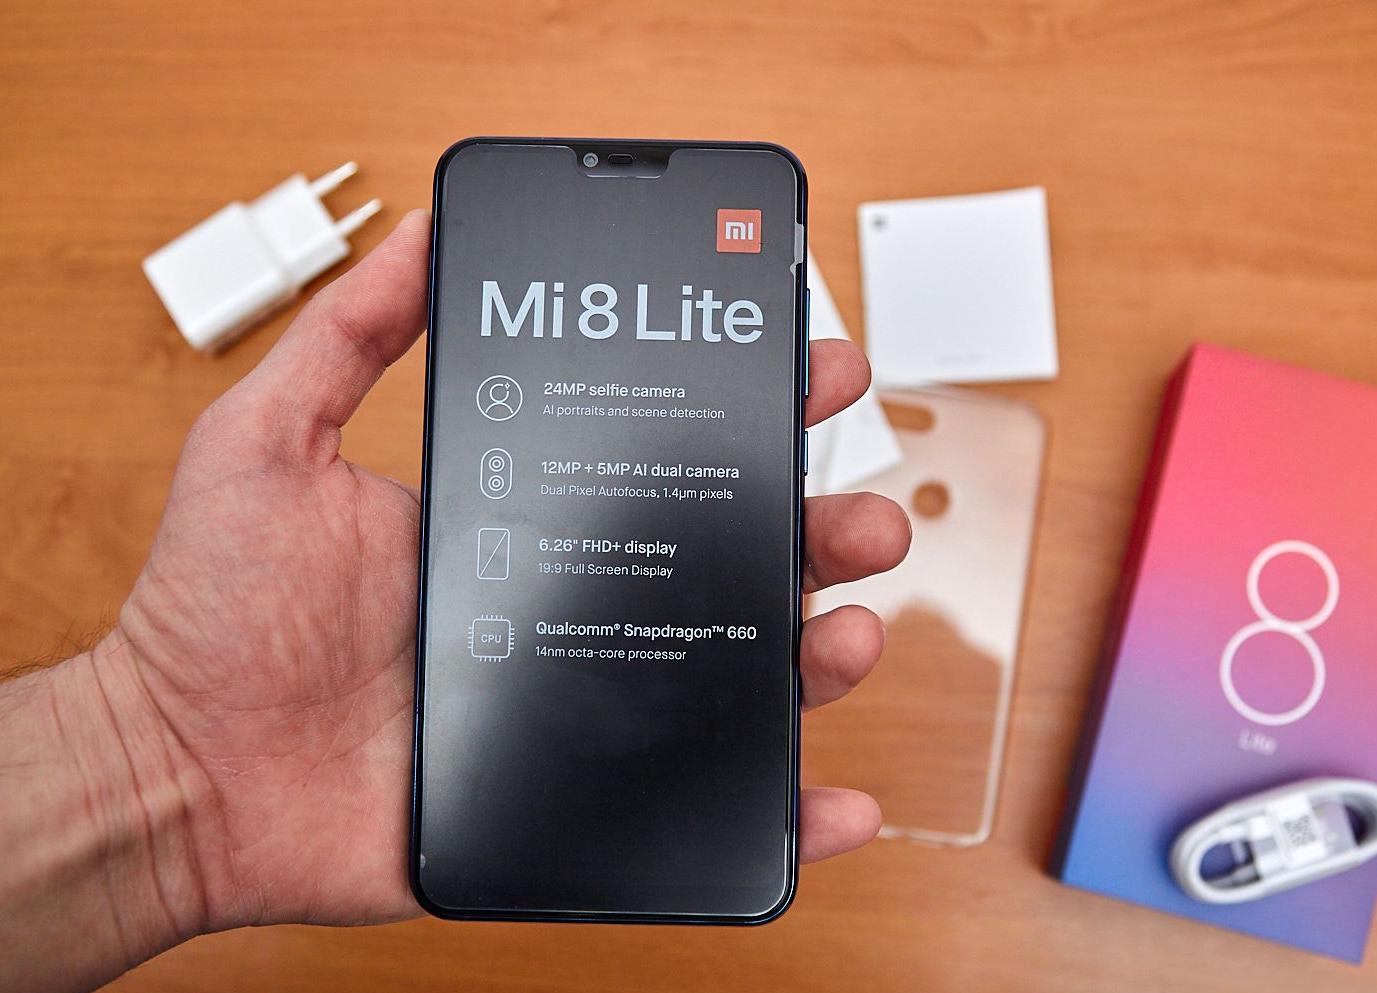 mi
Mi 8 Lite
24MP selfie camera
AI portraits and scene detection
12MP + 5MP AI dual camera
Dual Pixel Autofocus, 1.4μm pixels
6.26" FHD+ display
19:9 Full Screen Display
CPU
Qualcomm® Snapdragon™ 660
14nm octa-core processor
8
Lite